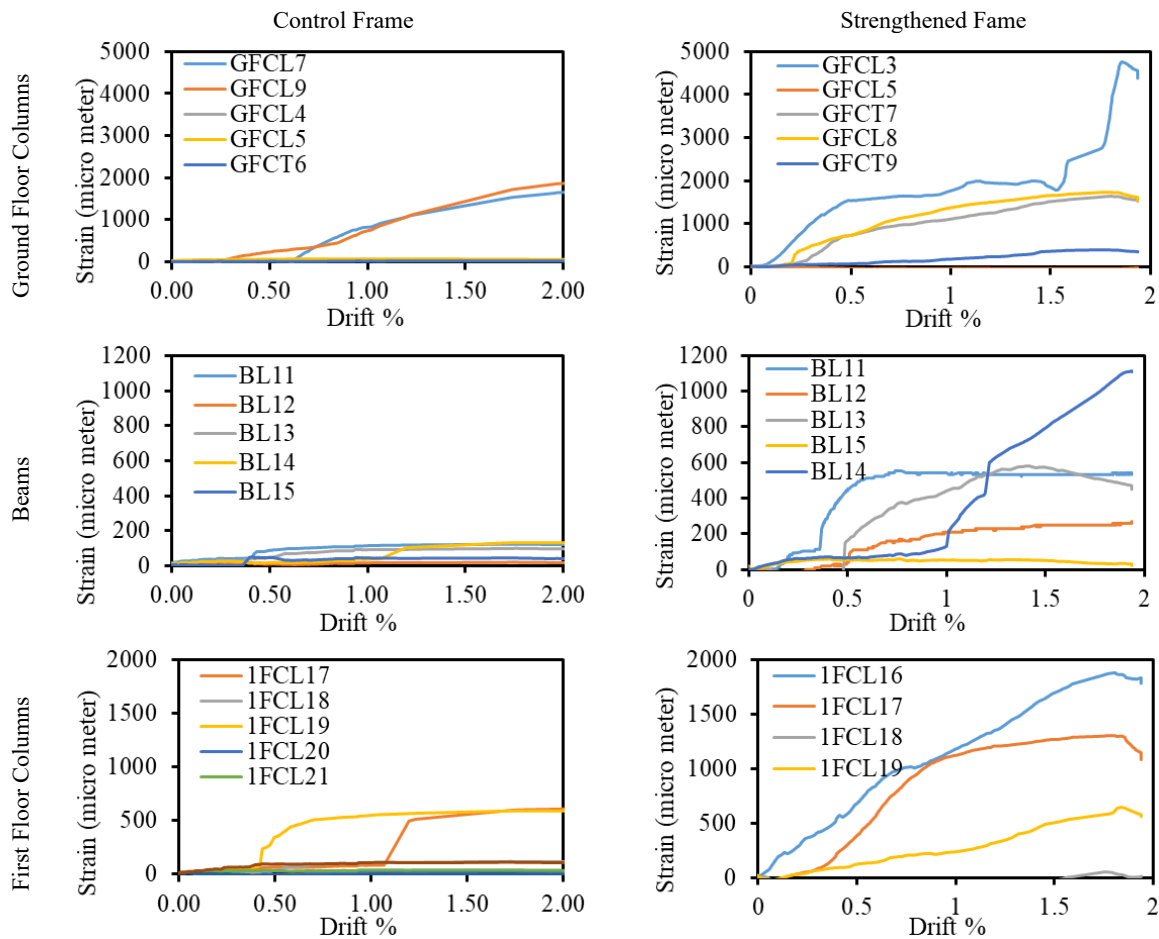 Control Frame
Strengthened Fame
Ground Floor Columns
Strain (micro meter)
5000
4000
3000
2000
1000
0
GFCL7
GFCL9
GFCL4
GFCL5
GFCT6
0.00 0.50 1.00 1.50 2.00
Drift %
Strain (micro meter)
5000
4000
3000
2000
1000
0
GFCL3
GFCL5
GFCT7
GFCL8
GFCT9
0 0.5 1 1.5 2
Drift %
Beams
Strain (micro meter)
1200
1000
800
600
400
200
0
BL11
BL12
BL13
BL14
BL15
0.00 0.50 1.00 1.50 2.00
Drift %
Strain (micro meter)
1200
1000
800
600
400
200
0
BL11
BL12
BL13
BL15
BL14
0 0.5 1 1.5 2
Drift %
First Floor Columns
Strain (micro meter)
2000
1500
1000
500
0
1FCL17
1FCL18
1FCL19
1FCL20
1FCL21
0.00 0.50 1.00 1.50 2.00
Drift %
Strain (micro meter)
2000
1500
1000
500
0
1FCL16
1FCL17
1FCL18
1FCL19
0 0.5 1 1.5 2
Drift %